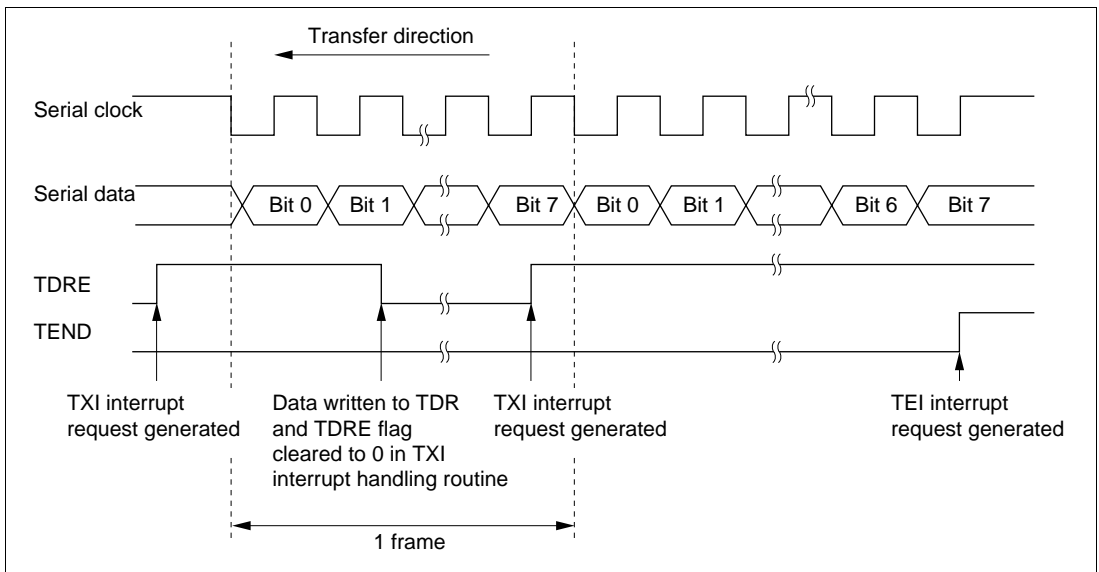 Transfer direction
Serial clock
Serial data
Bit 0
Bit 1
Bit 7
Bit 0
Bit 1
Bit 6
Bit 7
TDRE
TEND
TXI interrupt
request generated
Data written to TDR
and TDRE flag
cleared to 0 in TXI
interrupt handling routine
TXI interrupt
request generated
TEI interrupt
request generated
1 frame